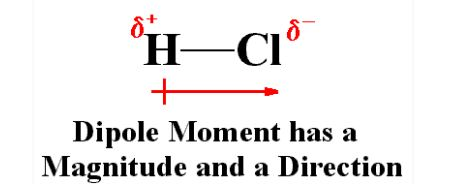 δ+ H—Cl δ−
Dipole Moment has a
Magnitude and a Direction